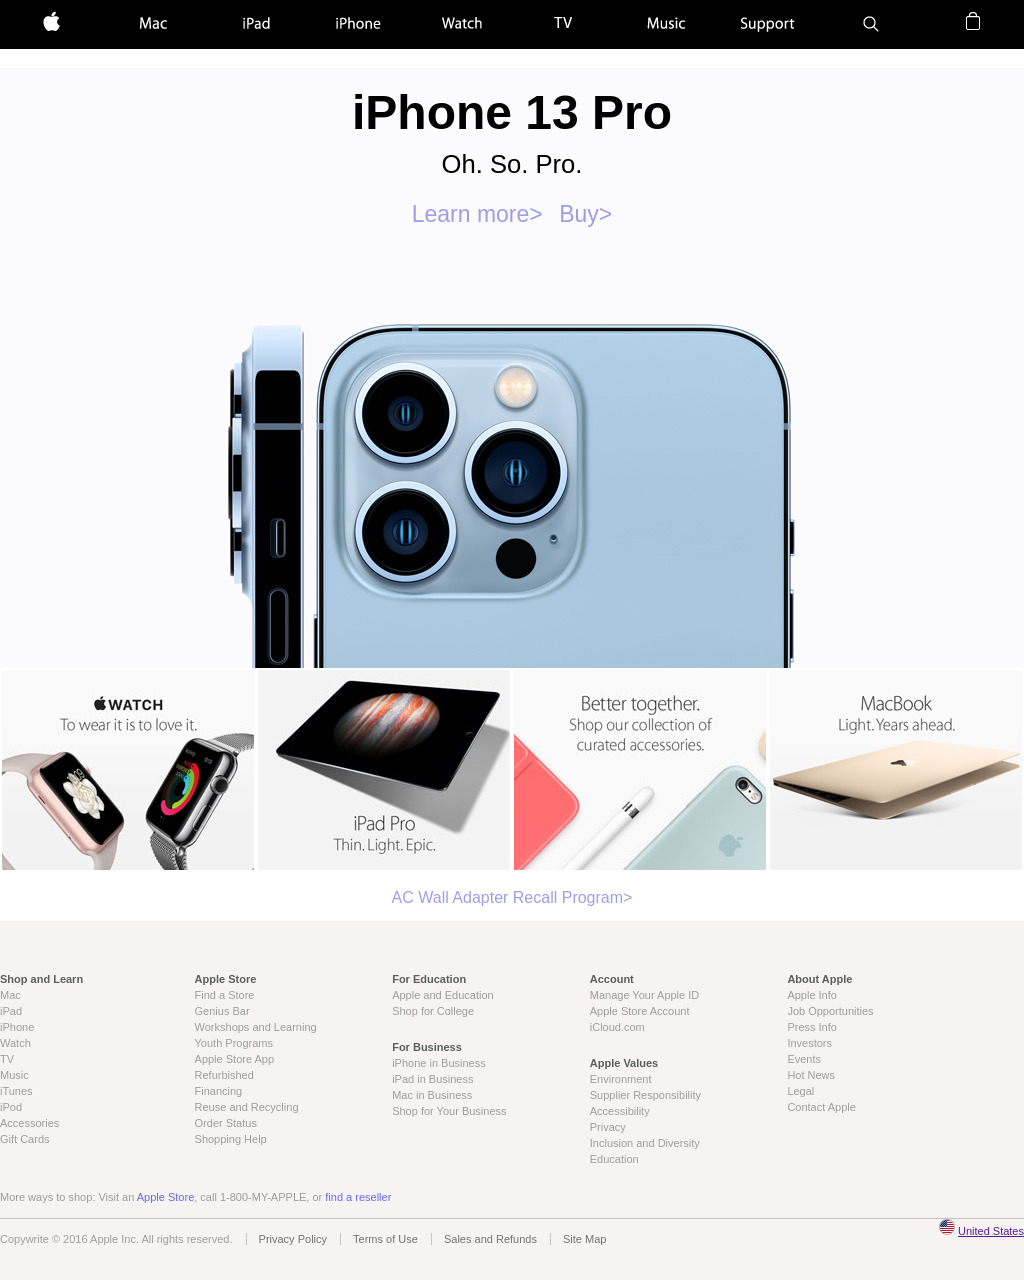 Mac iPad iPhone Watch TV Music Support
iPhone 13 Pro
Oh. So. Pro.
Learn more> Buy>
WATCH
To wear it is to love it.
iPad Pro
Thin. Light. Epic.
Better together.
Shop our collection of
curated accessories.
MacBook
Light. Years ahead.
AC Wall Adapter Recall Program>
Shop and Learn
Mac
iPad
iPhone
Watch
TV
Music
iTunes
iPod
Accessories
Gift Cards
Apple Store
Find a Store
Genius Bar
Workshops and Learning
Youth Programs
Apple Store App
Refurbished
Financing
Reuse and Recycling
Order Status
Shopping Help
For Education
Apple and Education
Shop for College
For Business
iPhone in Business
iPad in Business
Mac in Business
Shop for Your Business
Account
Manage Your Apple ID
Apple Store Account
iCloud.com
Apple Values
Environment
Supplier Responsibility
Accessibility
Privacy
Inclusion and Diversity
Education
About Apple
Apple Info
Job Opportunities
Press Info
Investors
Events
Hot News
Legal
Contact Apple
More ways to shop: Visit an Apple Store, call 1-800-MY-APPLE, or find a reseller
Copywrite © 2016 Apple Inc. All rights reserved. Privacy Policy Terms of Use Sales and Refunds Site Map United States